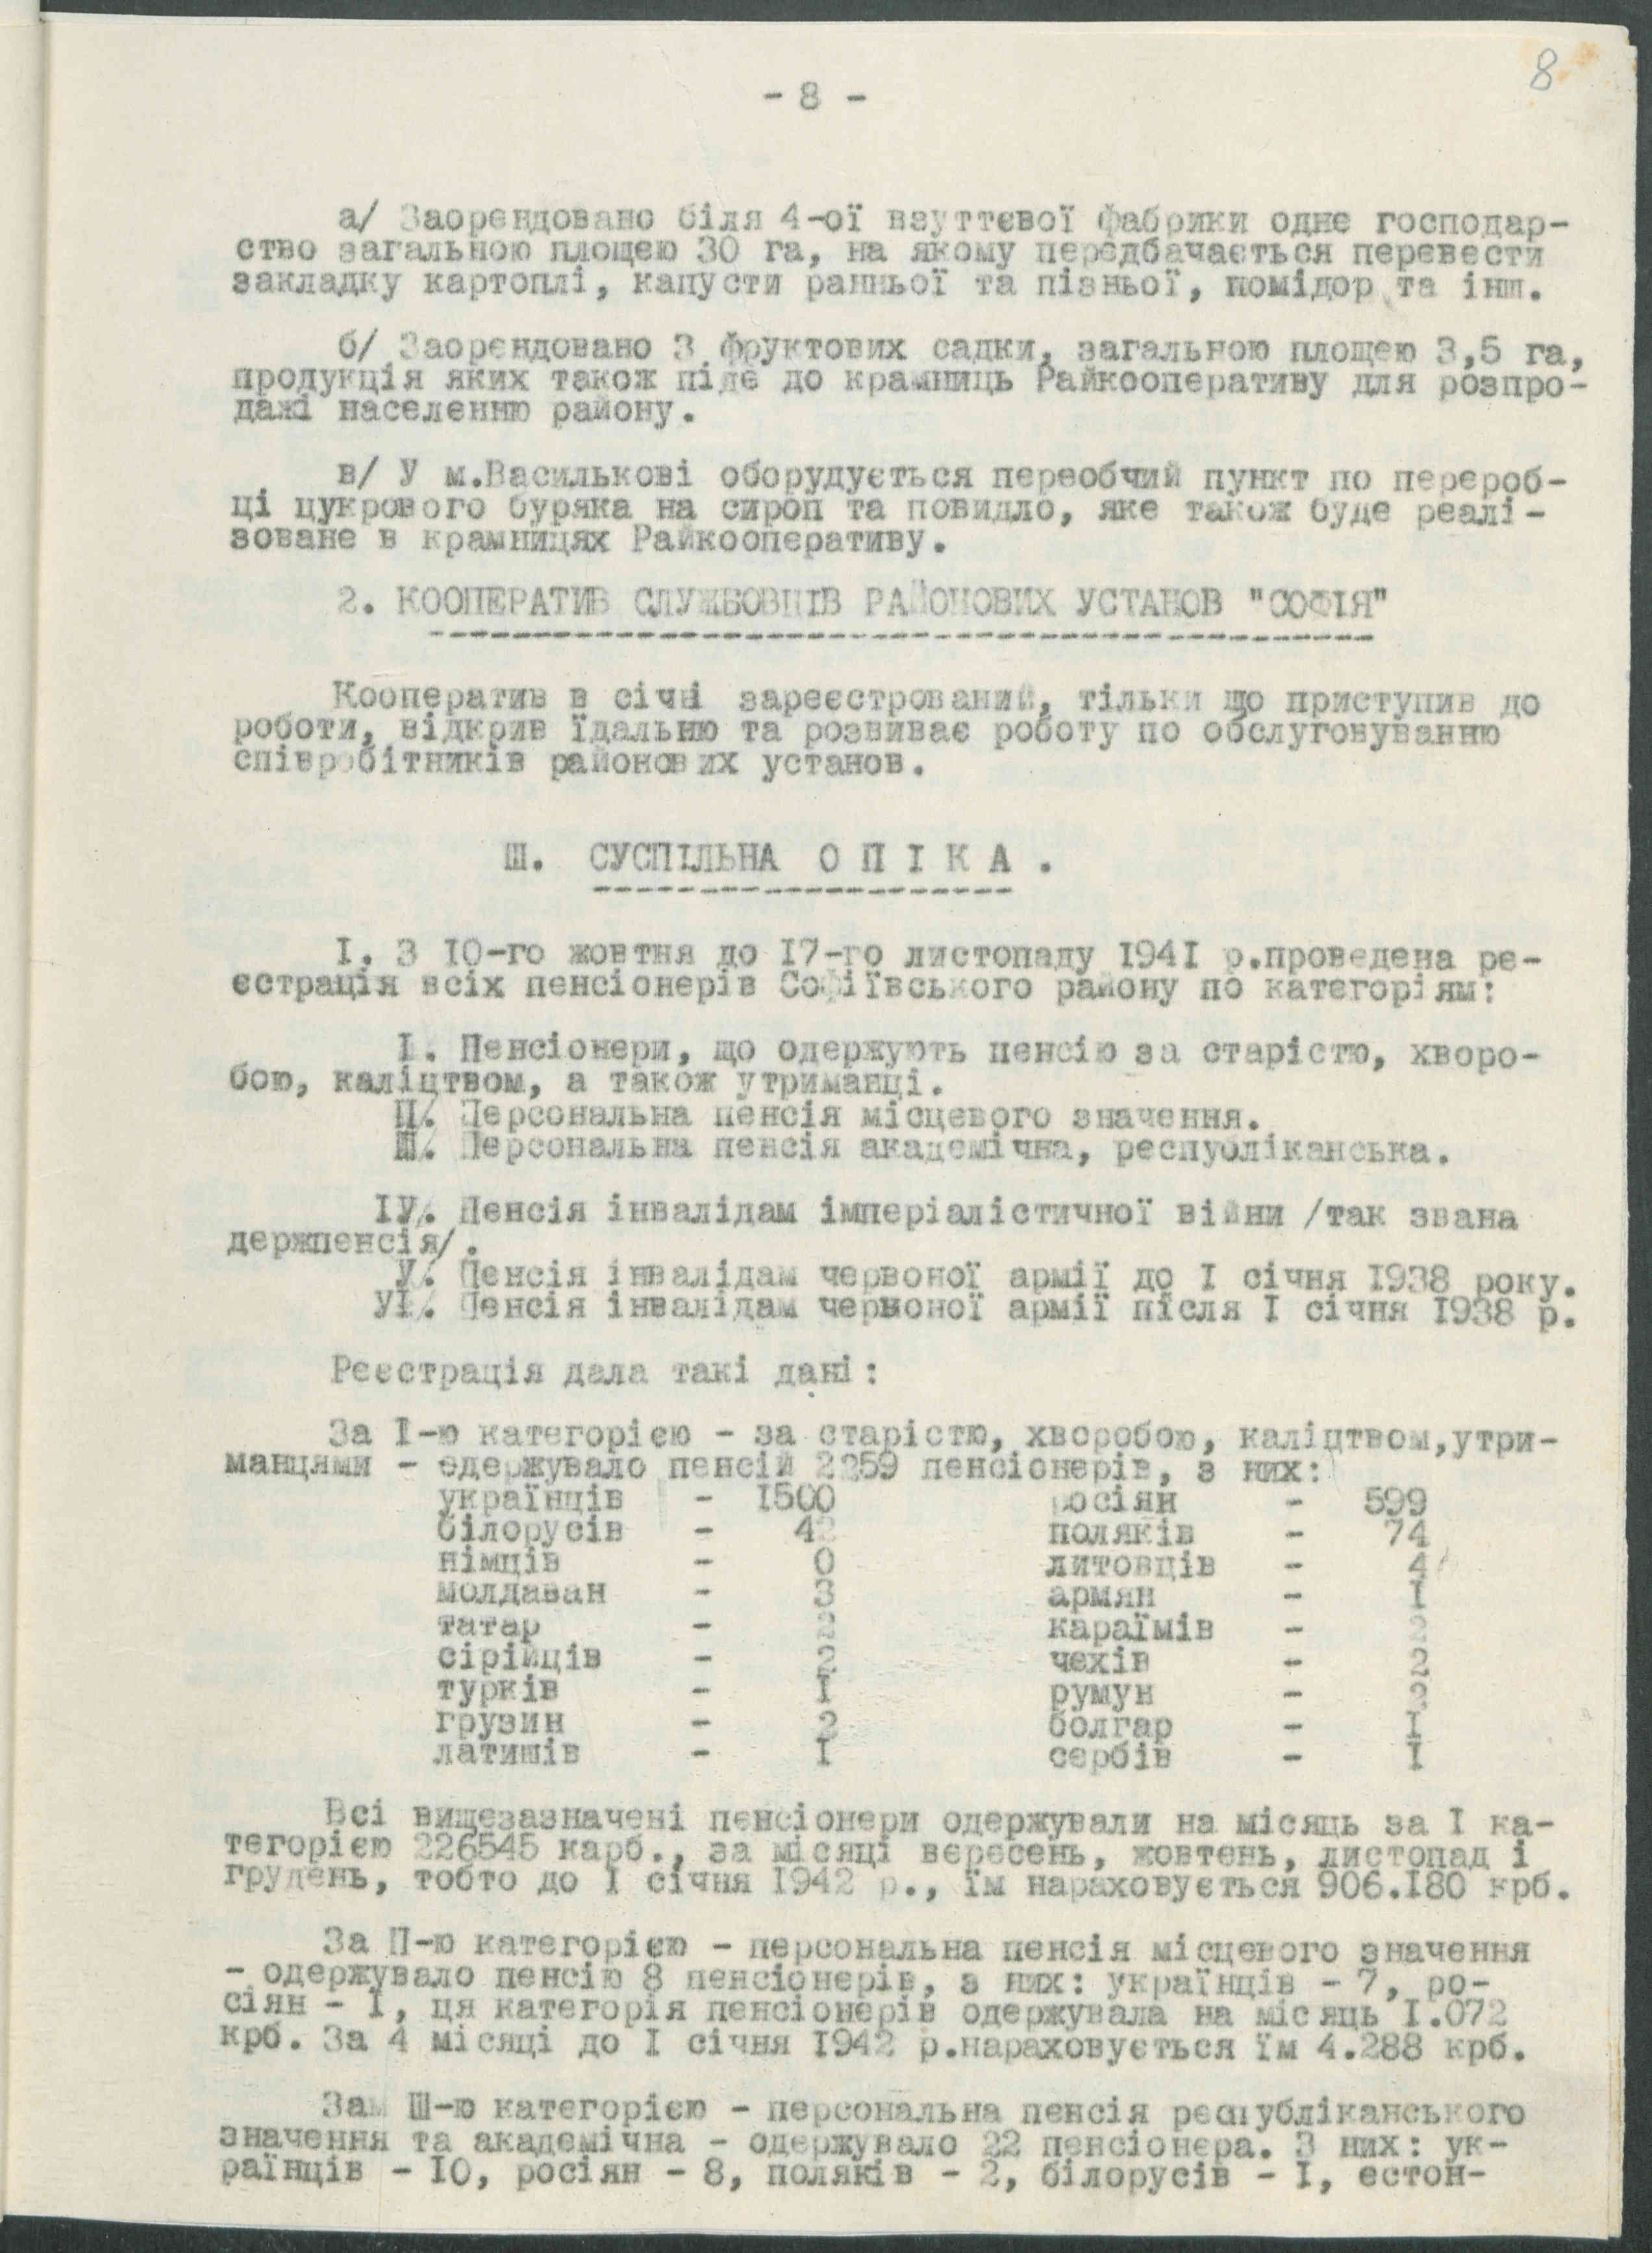 8
- 8 -
а/ Заорендовано біля 4-ої взуттєвої фабрики одне господар-
ство загальною площею 30 га, на якому передбачається перевести
закладку картоплі, капусти ранньої та пізньої, помідор та інш.
б/ Заорендовано 3 фруктових садки, загальною площею 3,5 га,
продукція яких також піде до крамниць Райкооперативу для розпро-
дажі населенню району.
в/ У м.Василькові оборудується переобчий пункт по перероб-
ці цукрового буряка на сироп та повидло, яке також буде реалі-
зоване в крамницях Райкооперативу.
2. КООПЕРАТИВ СЛУЖБОВЦІВ РАЙОНОВИХ УСТАНОВ "СОФІЯ"
Кооператив в січні зареєстрований, тільки що приступив до
роботи, відкрив їдальню та розвиває роботу по обслуговуванню
співробітників районових установ.
Ш. СУСПІЛЬНА О П І К А .
І. З ІО-го жовтня до І7-го листопаду І94І р.проведена ре-
єстрація всіх пенсіонерів Софіївського району по категоріям:
І. Пенсіонери, що одержують пенсію за старістю, хворо-
бою, каліцтвом, а також утриманці.
П/. Персональна пенсія місцевого значення.
Ш/. Персональна пенсія академічна, республіканська.
ІУ/. Пенсія інвалідам імперіалістичної війни /так звана
держпенсія/.
У/. Пенсія інвалідам червоної армії до І січня І938 року.
УІ/. Пенсія інвалідам червоної армії після І січня І938 р.
Реєстрація дала такі дані:
За І-ю категорією - за старістю, хворобою, каліцтвом,утри-
манцями - одержувало пенсій 2259 пенсіонерів, з них:
українців - І500 росіян - 599
білорусів - 42 поляків - 74
німців - 0 литовців - 4
молдаван - 3 армян - І
татар - 2 караїмів - 2
сірійців - 2 чехів - 2
турків - І румун - 2
грузин - 2 болгар - І
латишів - І сербів - І
Всі вищезазначені пенсіонери одержували на місяць за І ка-
тегорією 226545 карб., за місяці вересень, жовтень, листопад і
грудень, тобто до І січня І942 р., їм нараховується 906.І80 крб.
За П-ю категорією - персональна пенсія місцевого значення
- одержувало пенсію 8 пенсіонерів, з них: українців - 7, ро-
сіян - І, ця категорія пенсіонерів одержувала на місяць І.072
крб. За 4 місяці до І січня І942 р.нараховується їм 4.288 крб.
Зам Ш-ю категорією - персональна пенсія республіканського
значення та академічна - одержувало 22 пенсіонера. З них: ук-
раїнців - ІО, росіян - 8, поляків - 2, білорусів - І, естон-